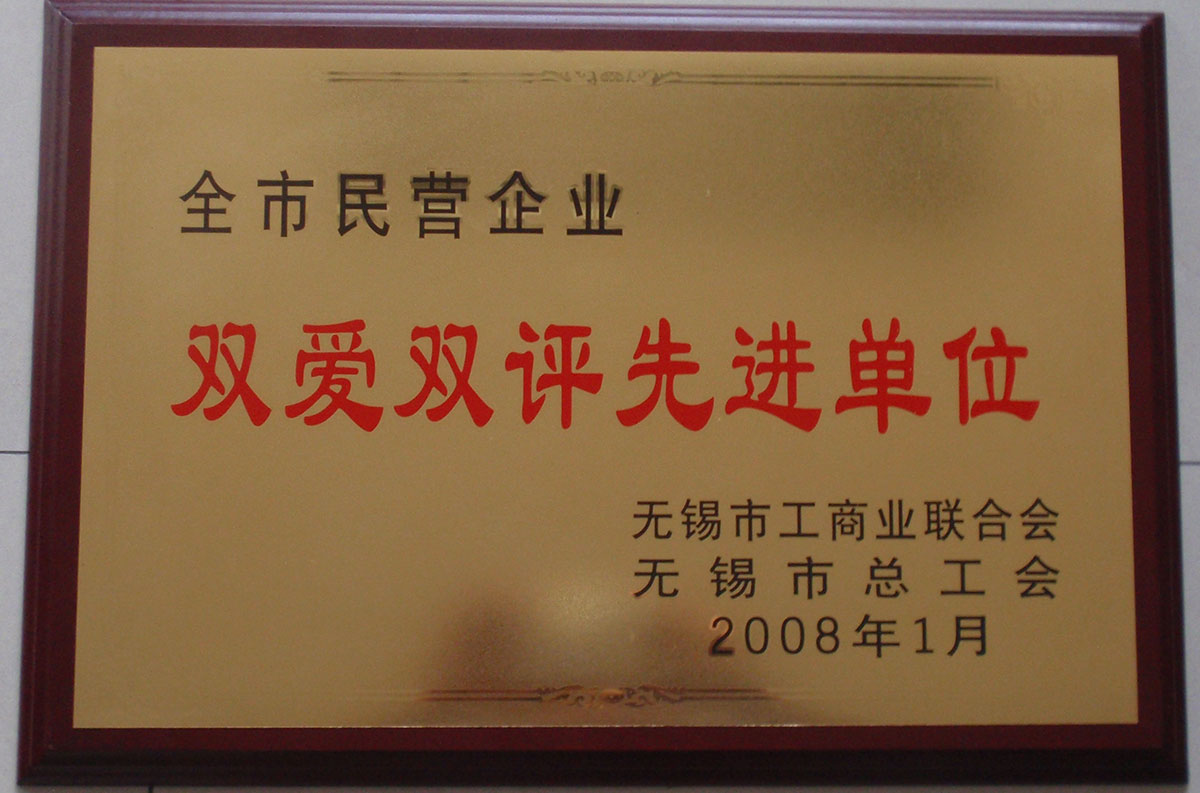 全市民营企业
双爱双评先进单位
无锡市工商业联合会
无锡市总工会
2008年1月